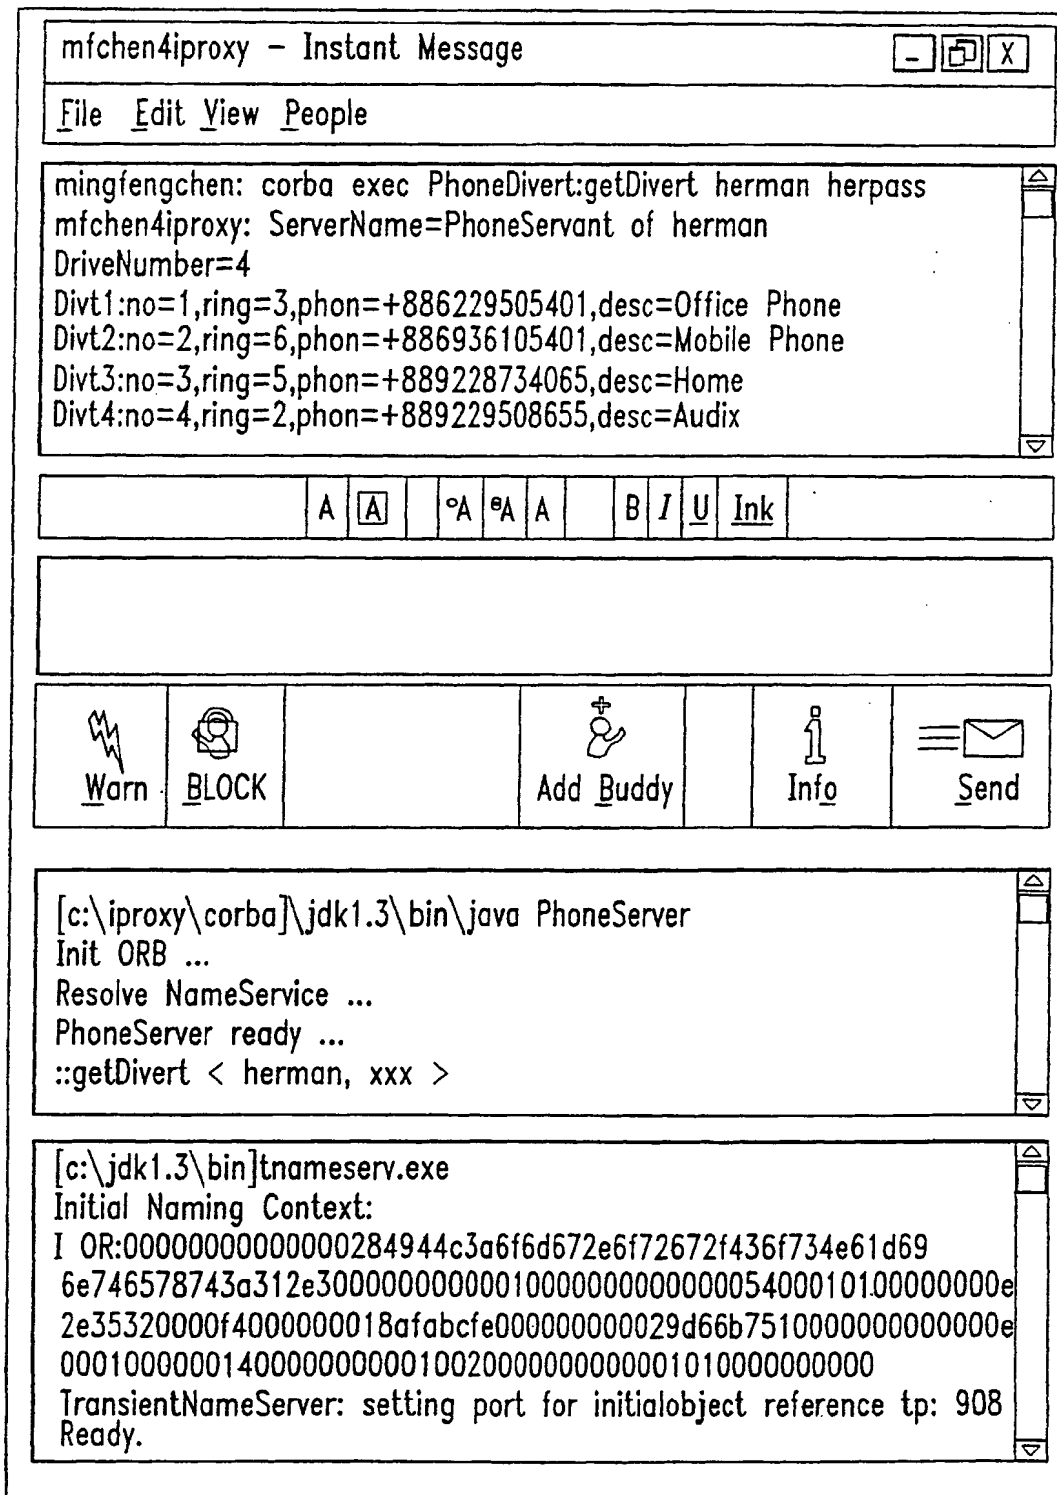 mfchen4iproxy – Instant Message
File Edit View People
mingfengchen: corba exec PhoneDivert:getDivert herman herpass
mfchen4iproxy: ServerName=PhoneServant of herman
DriveNumber=4
Divt1:no=1,ring=3,phon=+886229505401,desc=Office Phone
Divt2:no=2,ring=6,phon=+886936105401,desc=Mobile Phone
Divt3:no=3,ring=5,phon=+889228734065,desc=Home
Divt4:no=4,ring=2,phon=+889229508655,desc=Audix
A A A A A B I U Ink
Warn BLOCK Add Buddy Info Send
[c:\iproxy\corba]\jdk1.3\bin\java PhoneServer
Init ORB ...
Resolve NameService ...
PhoneServer ready ...
::getDivert < herman, xxx >
[c:\jdk1.3\bin]tnameserv.exe
Initial Naming Context:
I OR:00000000000000284944c3a6f6d672e6f72672f436f734e61d69
6e746578743a312e30000000000010000000000000054000101.00000000e
2e35320000f4000000018afabcfe000000000029d66b7510000000000000e
000100000014000000000010020000000000001010000000000
TransientNameServer: setting port for initialobject reference tp: 908
Ready.